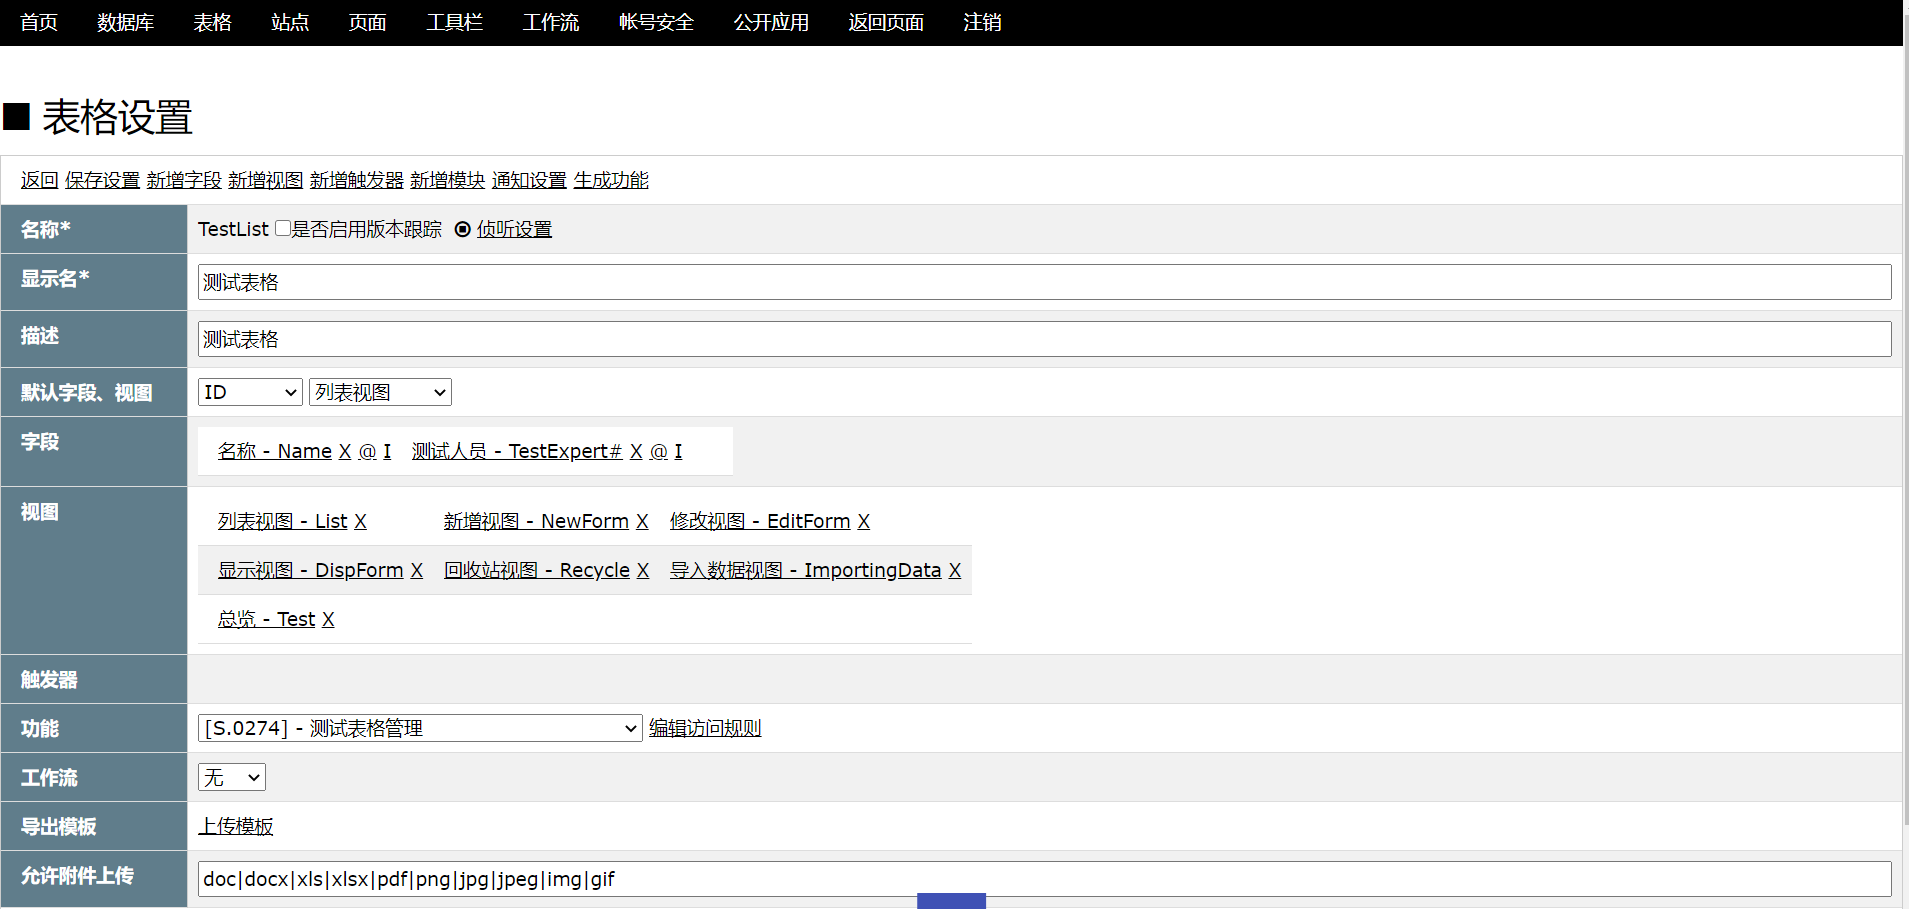 首页 数据库 表格 站点 页面 工具栏 工作流 帐号安全 公开应用 返回页面 注销
■ 表格设置
返回 保存设置 新增字段 新增视图 新增触发器 新增模块 通知设置 生成功能
名称* TestList 是否启用版本跟踪 侦听设置
显示名* 测试表格
描述 测试表格
默认字段、视图 ID 列表视图
字段 名称 - Name X @ I 测试人员 - TestExpert# X @ I
视图 列表视图 - List X 新增视图 - NewForm X 修改视图 - EditForm X
显示视图 - DispForm X 回收站视图 - Recycle X 导入数据视图 - ImportingData X
总览 - Test X
触发器
功能 [S.0274] - 测试表格管理 编辑访问规则
工作流 无
导出模板 上传模板
允许附件上传 doc|docx|xls|xlsx|pdf|png|jpg|jpeg|img|gif